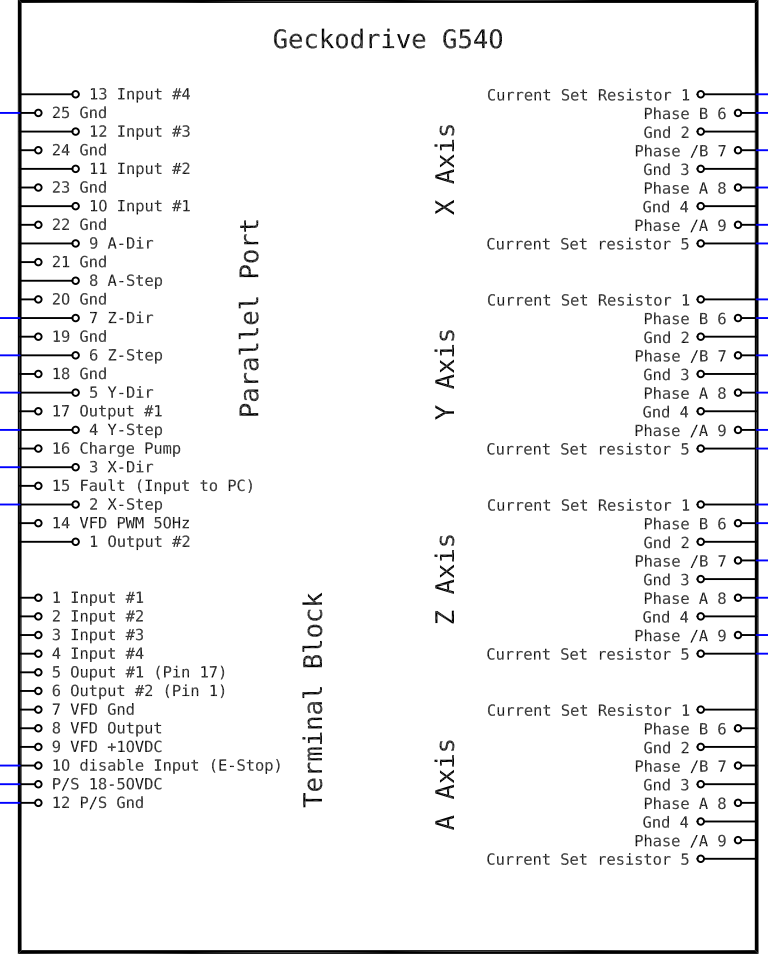 Geckodrive G540
13 Input #4
25 Gnd
12 Input #3
24 Gnd
11 Input #2
23 Gnd
10 Input #1
22 Gnd
9 A-Dir
21 Gnd
8 A-Step
20 Gnd
7 Z-Dir
19 Gnd
6 Z-Step
18 Gnd
5 Y-Dir
17 Output #1
4 Y-Step
16 Charge Pump
3 X-Dir
15 Fault (Input to PC)
2 X-Step
14 VFD PWM 50Hz
1 Output #2
Parallel Port
1 Input #1
2 Input #2
3 Input #3
4 Input #4
5 Ouput #1 (Pin 17)
6 Output #2 (Pin 1)
7 VFD Gnd
8 VFD Output
9 VFD +10VDC
10 disable Input (E-Stop)
P/S 18-50VDC
12 P/S Gnd
Terminal Block
X Axis
Current Set Resistor 1
Phase B 6
Gnd 2
Phase /B 7
Gnd 3
Phase A 8
Gnd 4
Phase /A 9
Current Set resistor 5
Y Axis
Current Set Resistor 1
Phase B 6
Gnd 2
Phase /B 7
Gnd 3
Phase A 8
Gnd 4
Phase /A 9
Current Set resistor 5
Z Axis
Current Set Resistor 1
Phase B 6
Gnd 2
Phase /B 7
Gnd 3
Phase A 8
Gnd 4
Phase /A 9
Current Set resistor 5
A Axis
Current Set Resistor 1
Phase B 6
Gnd 2
Phase /B 7
Gnd 3
Phase A 8
Gnd 4
Phase /A 9
Current Set resistor 5